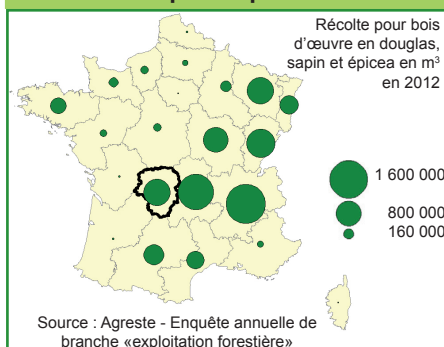 Récolte pour bois
d'œuvre en douglas,
sapin et épicea en m³
en 2012
1 600 000
800 000
160 000
Source : Agreste - Enquête annuelle de
branche «exploitation forestière»